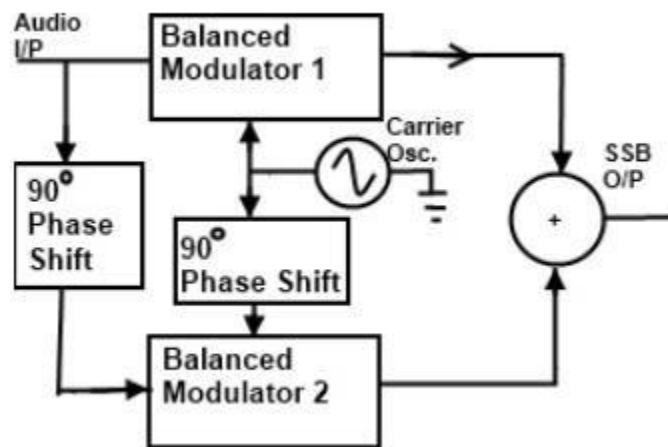 Audio
I/P
Balanced
Modulator 1
Carrier
Osc.
SSB
O/P
+
90°
Phase
Shift
90°
Phase Shift
Balanced
Modulator 2